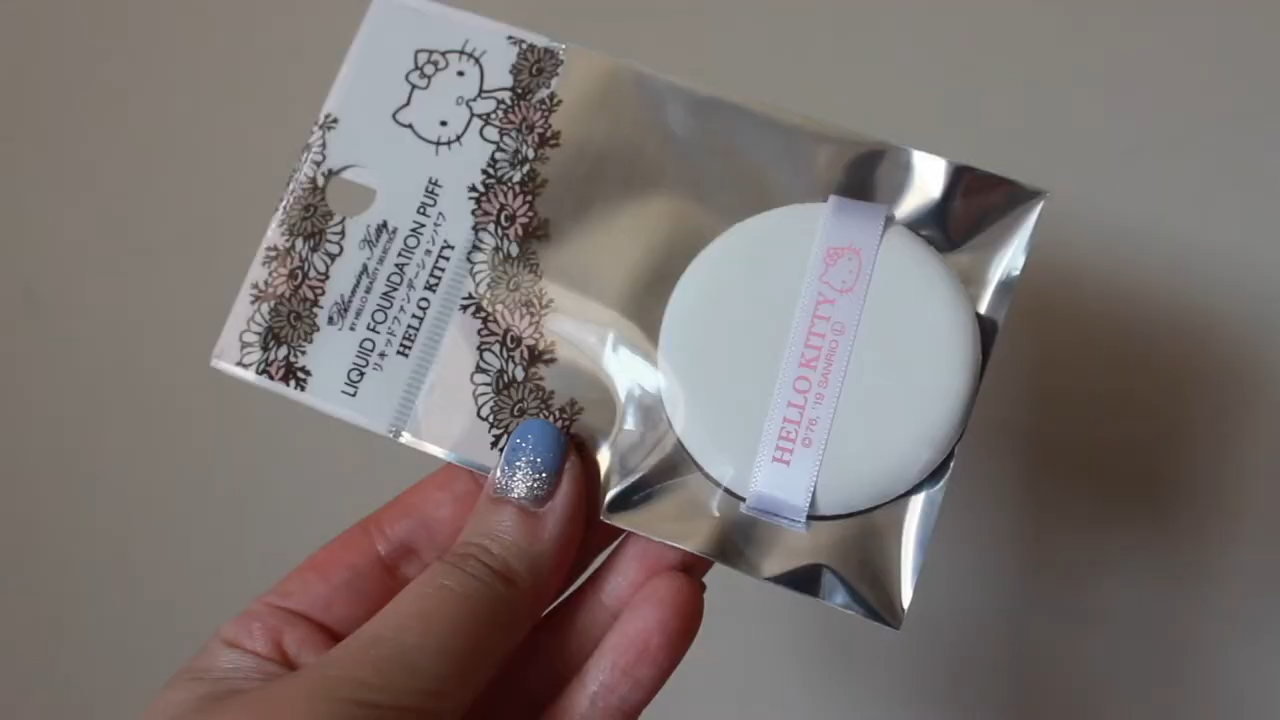 Blooming Kitty
BY HELLO BEAUTY SELECTION
LIQUID FOUNDATION PUFF
リキッドファンデーションパフ
HELLO KITTY
HELLO KITTY
©'76, '19 SANRIO Ⓛ